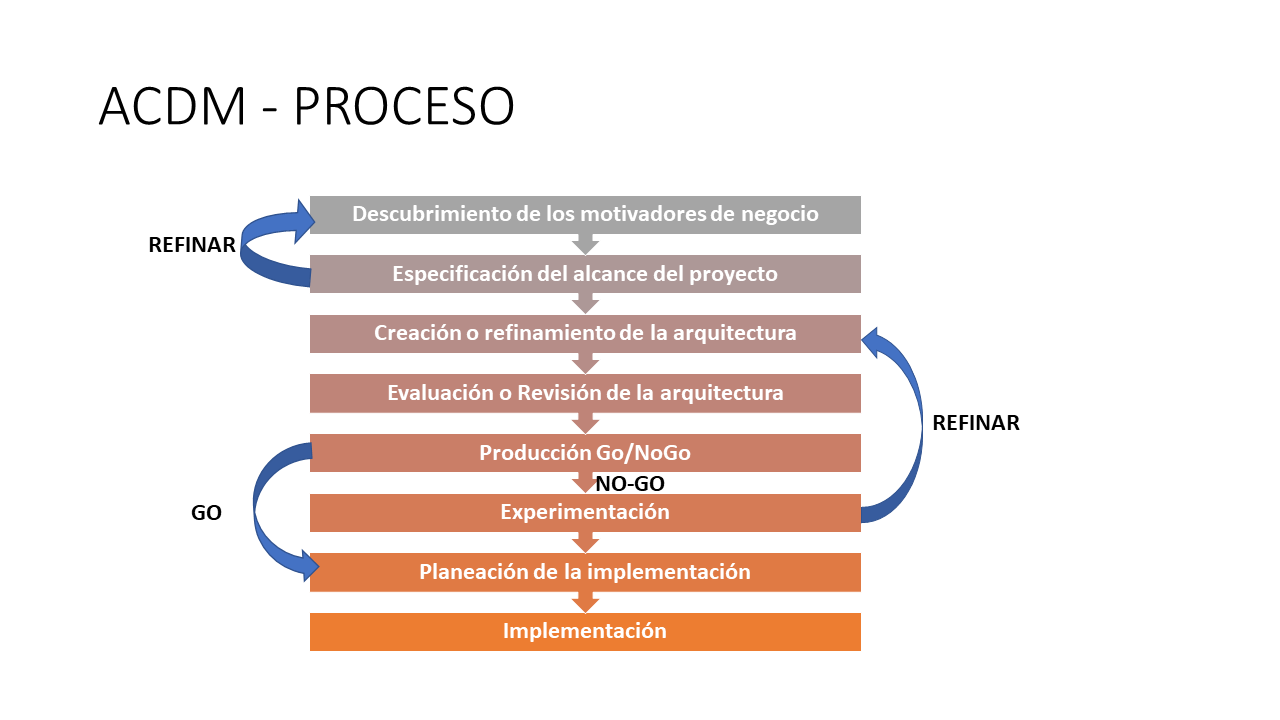 ACDM - PROCESO
Descubrimiento de los motivadores de negocio
REFINAR
Especificación del alcance del proyecto
Creación o refinamiento de la arquitectura
Evaluación o Revisión de la arquitectura
REFINAR
Producción Go/NoGo
NO-GO
GO
Experimentación
Planeación de la implementación
Implementación